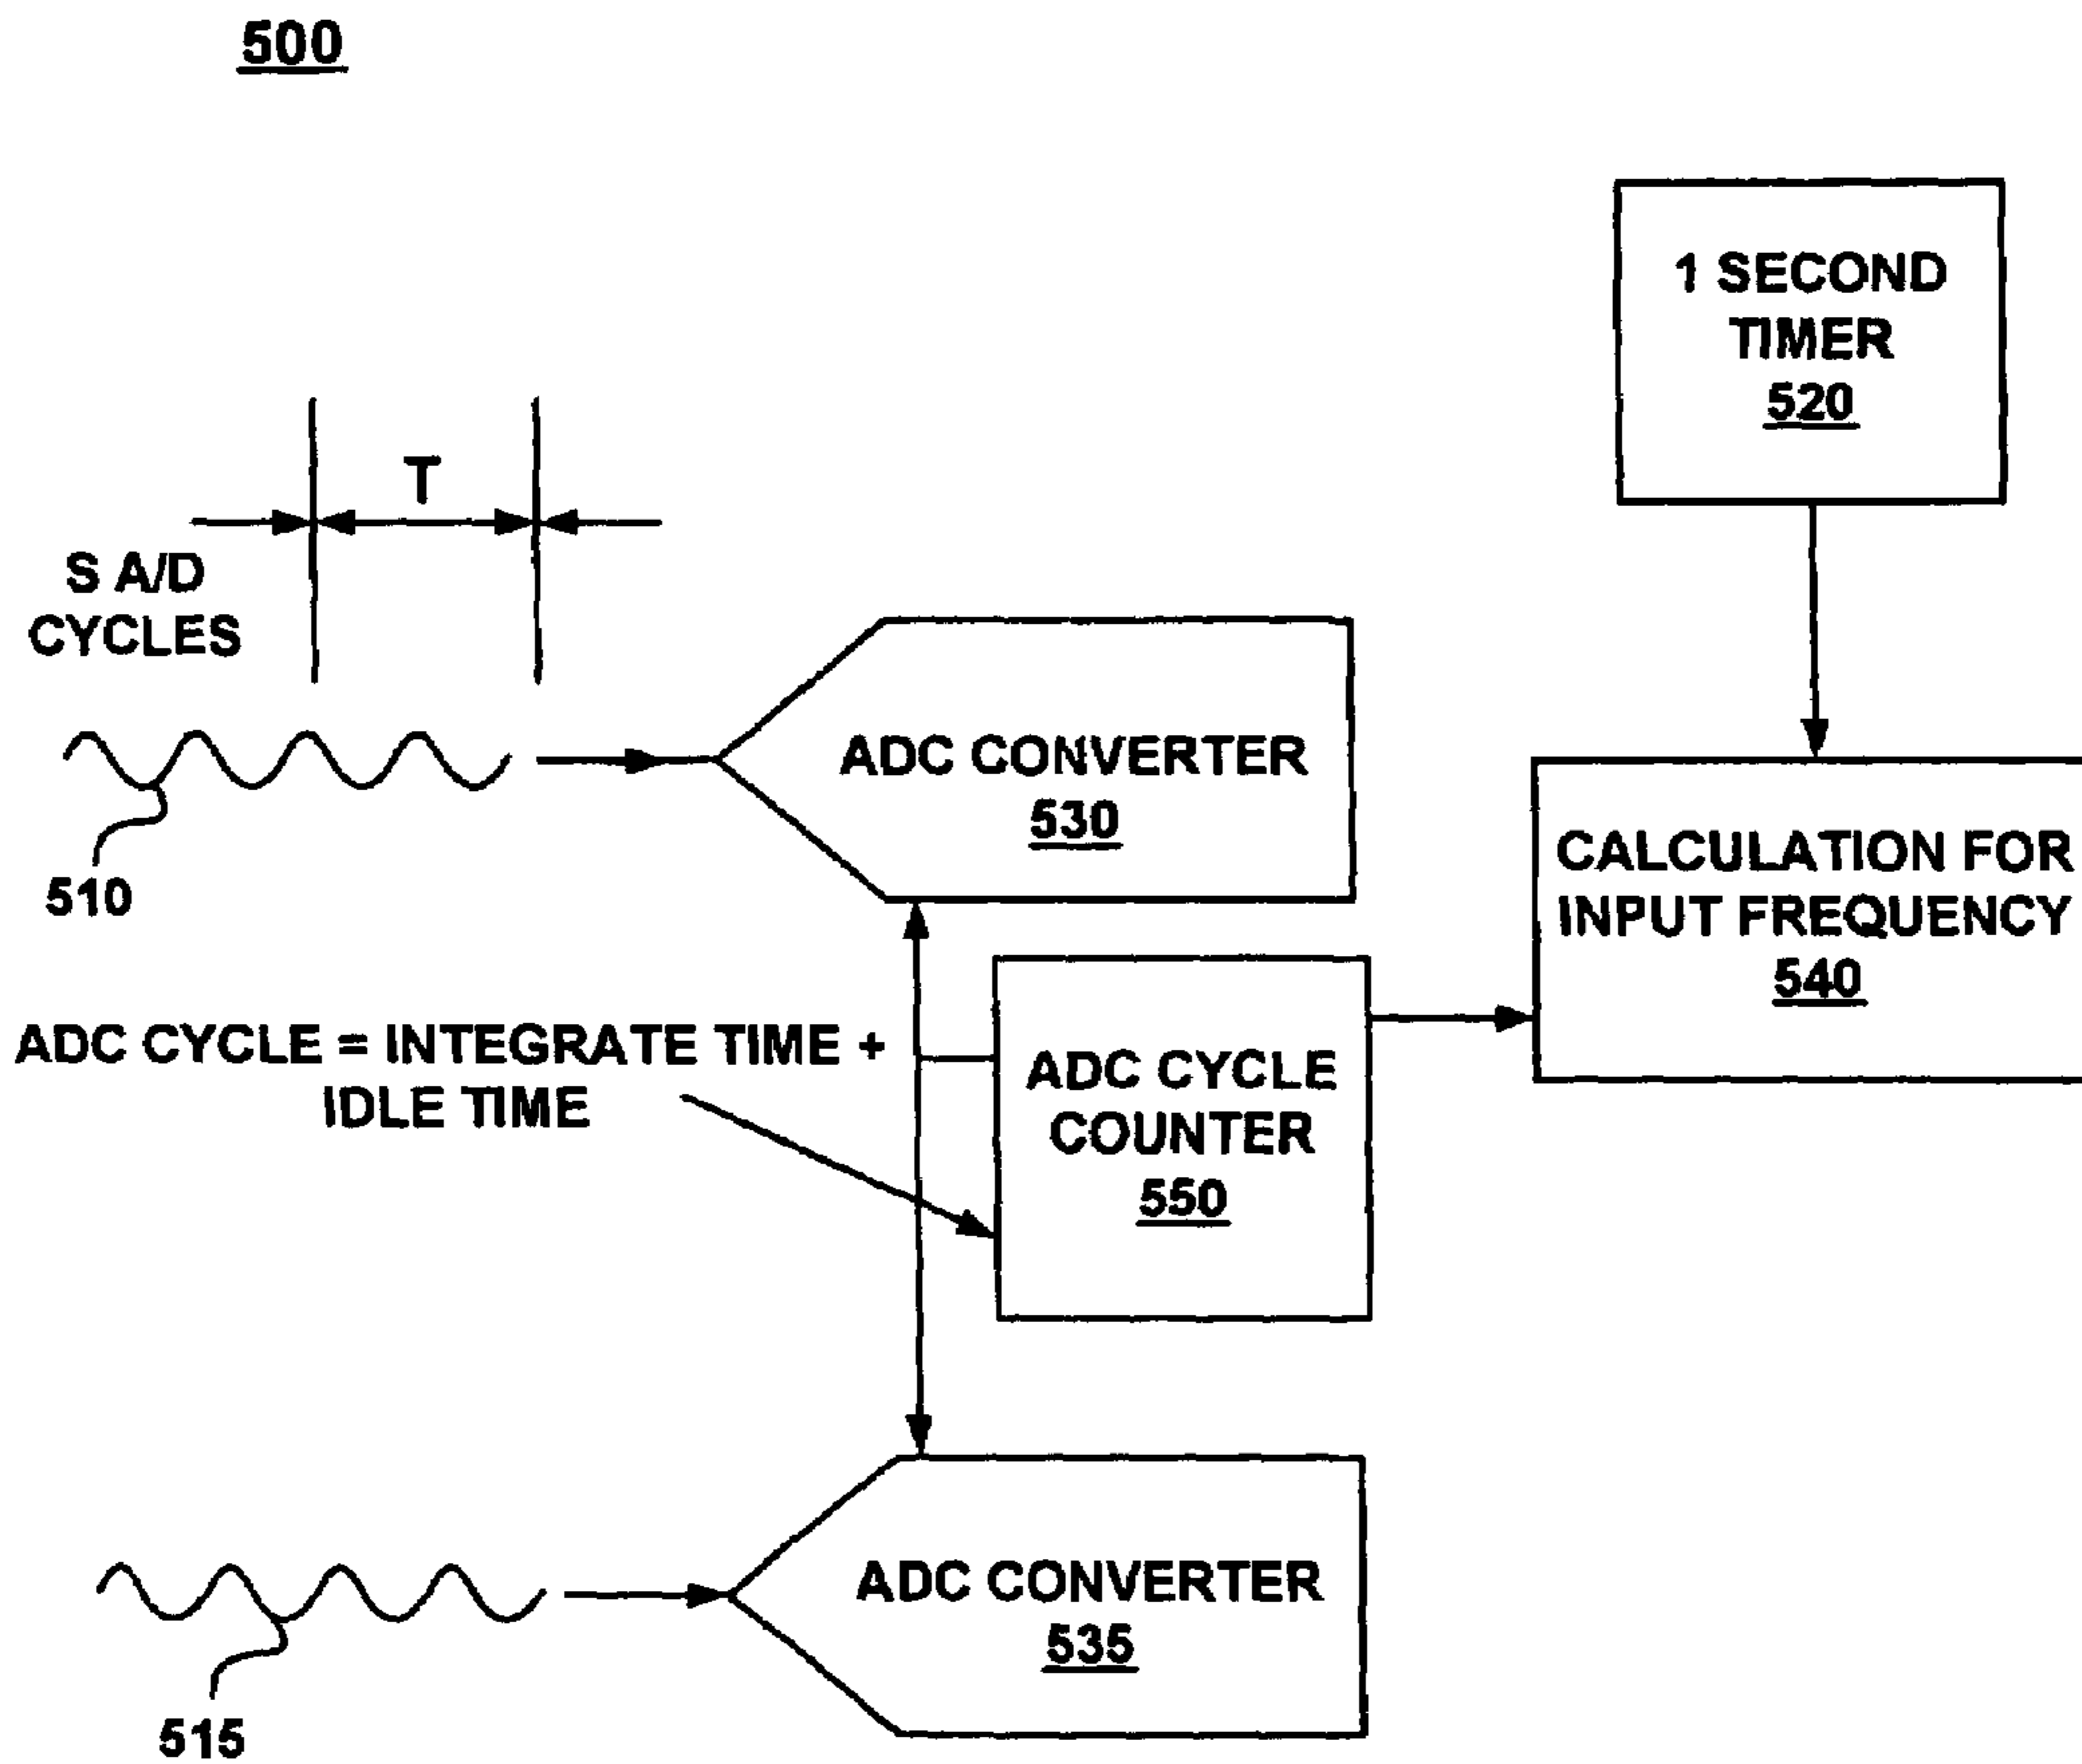 500
1 SECOND
TIMER
520
T
S A/D
CYCLES
ADC CONVERTER
530
510
CALCULATION FOR
INPUT FREQUENCY
540
ADC CYCLE = INTEGRATE TIME +
IDLE TIME
ADC CYCLE
COUNTER
550
ADC CONVERTER
535
515